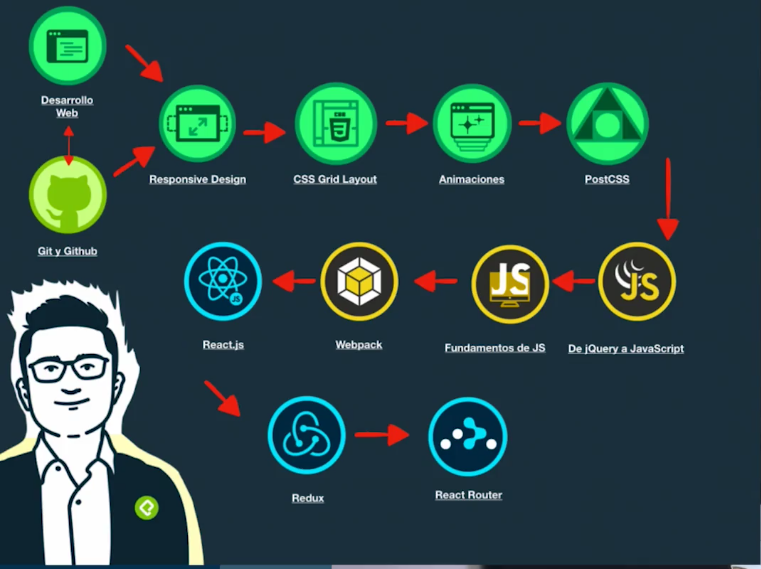 Desarrollo
Web
Responsive Design
CSS Grid Layout
Animaciones
PostCSS
Git y Github
React.js
Webpack
Fundamentos de JS
De jQuery a JavaScript
JS
JS
JS
Redux
React Router